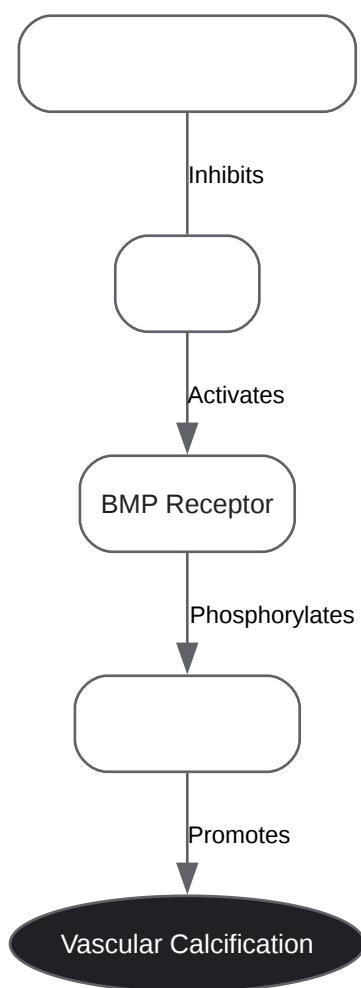 Inhibits
Activates
BMP Receptor
Phosphorylates
Promotes
Vascular Calcification